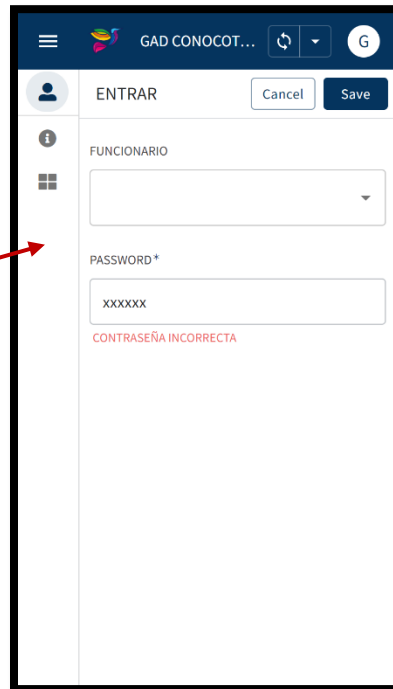 GAD CONOCOT... G
ENTRAR Cancel Save
FUNCIONARIO
PASSWORD*
xxxxxx
CONTRASEÑA INCORRECTA